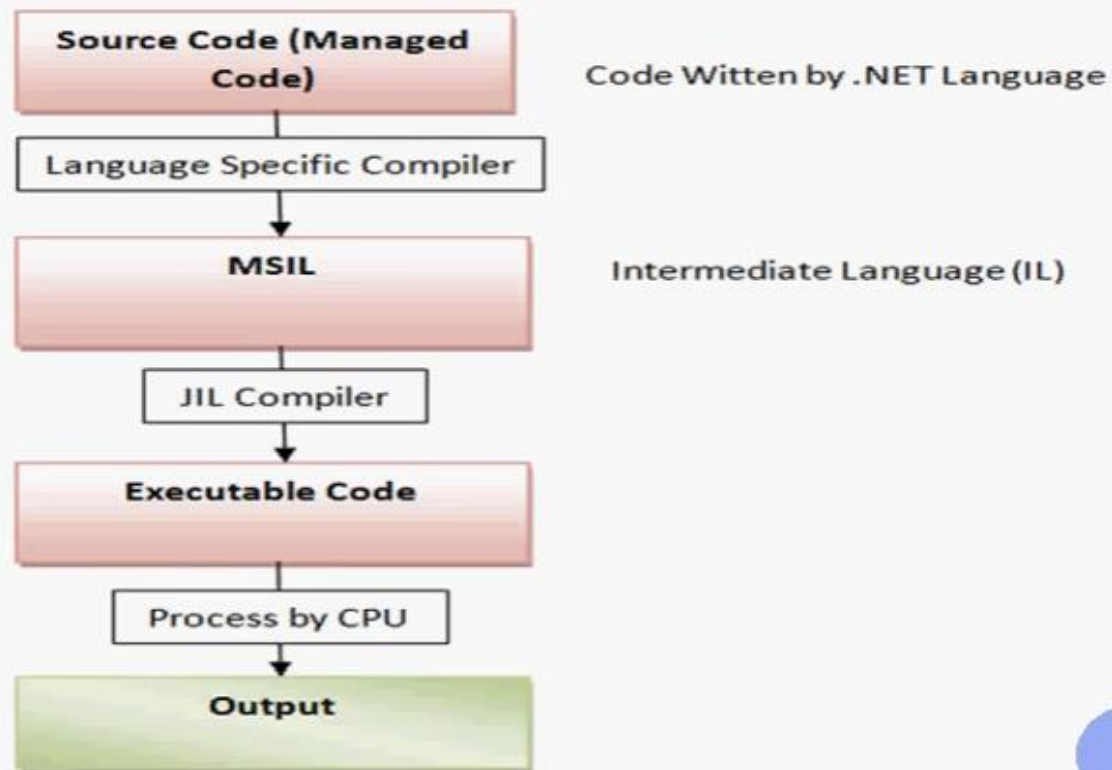 Source Code (Managed
Code)
Code Witten by .NET Language
Language Specific Compiler
MSIL
Intermediate Language (IL)
JIL Compiler
Executable Code
Process by CPU
Output